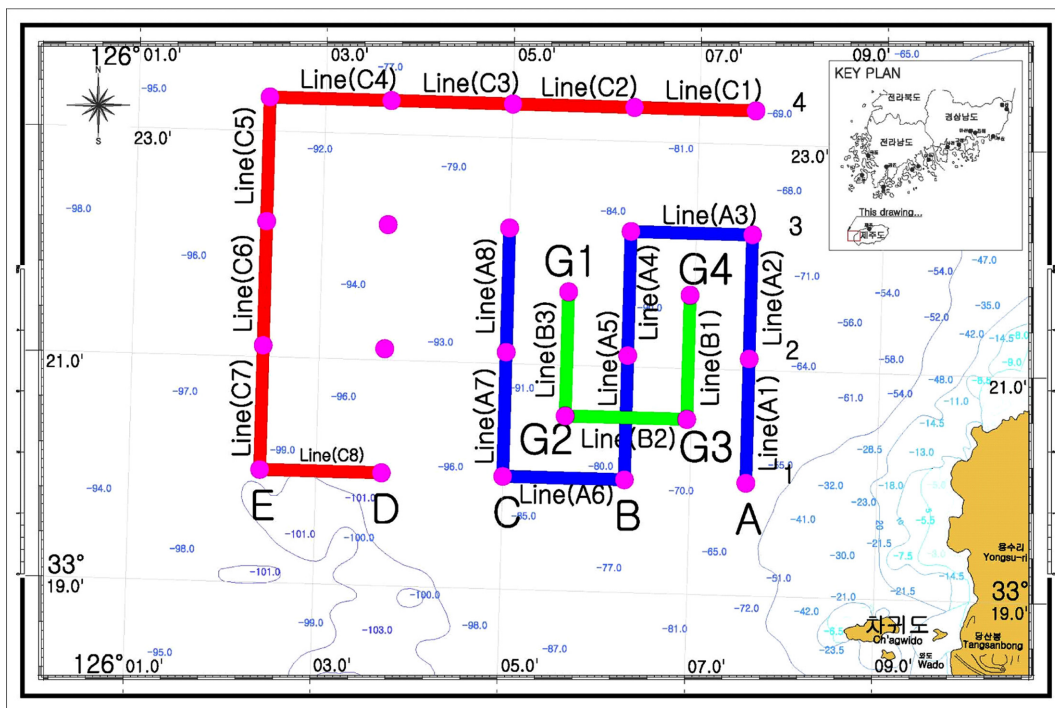 126° 01.0' 03.0' 05.0' 07.0'
N
S
23.0'
21.0'
33°
19.0'
Line(C4) Line(C3) Line(C2) Line(C1) 4
Line(C5)
Line(C6)
Line(C7)
Line(C8)
Line(A3) 3
Line(A8) Line(A4) Line(A2)
G1 G4
Line(B3) Line(A5) Line(B1) 2
Line(A7) Line(A1)
G2 Line(B2) G3
Line(A6) 1
E D C B A
-95.0 -77.0 -69.0 -65.0
-92.0 -79.0 -81.0 -68.0
-98.0 -84.0
-96.0 -94.0 -71.0
-93.0 -56.0 -64.0
-97.0 -96.0 -91.0 -61.0
-99.0 -96.0 -80.0 -70.0
-94.0 -101.0
-98.0 -101.0 -100.0 -77.0 -65.0 -41.0
-101.0 -100.0 -51.0
-99.0 -103.0 -98.0 -81.0 -72.0 -42.0
-95.0 -87.0
-47.0
-54.0
-35.0
-54.0
-52.0 -42.0
-14.5
-58.0 -9.0
-48.0
-11.0
-28.5 -14.5
-13.0
-32.0 -18.0
20
-21.5 -5.5
-30.0 -7.5
-14.5
-21.0 -21.5
-23.5
KEY PLAN
전라북도
경상남도
전라남도
This drawing...
제주도
23.0'
21.0'
용수리
Yongsu-ri
33°
19.0'
차귀도
Ch'agwido
당산봉
Tangsanbong
와도
Wado
126° 01.0' 03.0' 05.0' 07.0' 09.0'